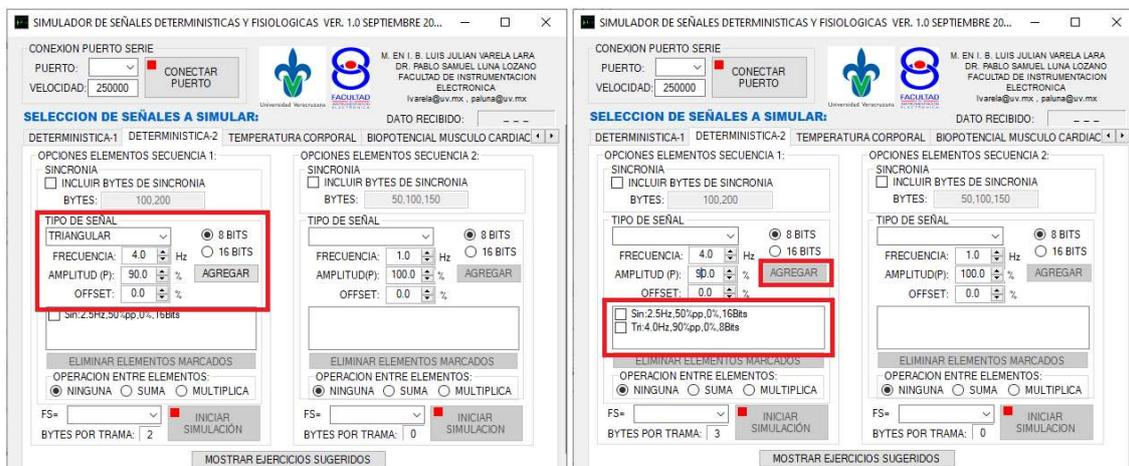 SIMULADOR DE SEÑALES DETERMINISTICAS Y FISIOLOGICAS VER. 1.0 SEPTIEMBRE 20...
CONEXION PUERTO SERIE
PUERTO:
VELOCIDAD: 250000
CONECTAR
PUERTO
Universidad Veracruzana
FACULTAD
M. EN I. B. LUIS JULIAN VARELA LARA
DR. PABLO SAMUEL LUNA LOZANO
FACULTAD DE INSTRUMENTACION
ELECTRONICA
lvarela@uv.mx , paluna@uv.mx
SELECCION DE SEÑALES A SIMULAR:
DATO RECIBIDO: _ _ _
DETERMINISTICA-1 DETERMINISTICA-2 TEMPERATURA CORPORAL BIOPOTENCIAL MUSCULO CARDIAC
OPCIONES ELEMENTOS SECUENCIA 1:
SINCRONIA
INCLUIR BYTES DE SINCRONIA
BYTES: 100,200
TIPO DE SEÑAL
TRIANGULAR
8 BITS
FRECUENCIA: 4.0 Hz
16 BITS
AMPLITUD (P): 90.0 %
AGREGAR
OFFSET: 0.0 %
Sin:2.5Hz,50%pp,0%,16Bits
ELIMINAR ELEMENTOS MARCADOS
OPERACION ENTRE ELEMENTOS:
NINGUNA SUMA MULTIPLICA
FS=
INICIAR
SIMULACIÓN
BYTES POR TRAMA: 2
OPCIONES ELEMENTOS SECUENCIA 2:
SINCRONIA
INCLUIR BYTES DE SINCRONIA
BYTES: 50,100,150
TIPO DE SEÑAL
8 BITS
FRECUENCIA: 1.0 Hz
16 BITS
AMPLITUD(P): 100.0 %
AGREGAR
OFFSET: 0.0 %
ELIMINAR ELEMENTOS MARCADOS
OPERACION ENTRE ELEMENTOS:
NINGUNA SUMA MULTIPLICA
FS=
INICIAR
SIMULACION
BYTES POR TRAMA: 0
MOSTRAR EJERCICIOS SUGERIDOS
SIMULADOR DE SEÑALES DETERMINISTICAS Y FISIOLOGICAS VER. 1.0 SEPTIEMBRE 20...
CONEXION PUERTO SERIE
PUERTO:
VELOCIDAD: 250000
CONECTAR
PUERTO
Universidad Veracruzana
FACULTAD
M. EN I. B. LUIS JULIAN VARELA LARA
DR. PABLO SAMUEL LUNA LOZANO
FACULTAD DE INSTRUMENTACION
ELECTRONICA
lvarela@uv.mx , paluna@uv.mx
SELECCION DE SEÑALES A SIMULAR:
DATO RECIBIDO: _ _ _
DETERMINISTICA-1 DETERMINISTICA-2 TEMPERATURA CORPORAL BIOPOTENCIAL MUSCULO CARDIAC
OPCIONES ELEMENTOS SECUENCIA 1:
SINCRONIA
INCLUIR BYTES DE SINCRONIA
BYTES: 100,200
TIPO DE SEÑAL
8 BITS
FRECUENCIA: 4.0 Hz
16 BITS
AMPLITUD (P): 90.0 %
AGREGAR
OFFSET: 0.0 %
Sin:2.5Hz,50%pp,0%,16Bits
Tri:4.0Hz,90%pp,0%,8Bits
ELIMINAR ELEMENTOS MARCADOS
OPERACION ENTRE ELEMENTOS:
NINGUNA SUMA MULTIPLICA
FS=
INICIAR
SIMULACIÓN
BYTES POR TRAMA: 3
OPCIONES ELEMENTOS SECUENCIA 2:
SINCRONIA
INCLUIR BYTES DE SINCRONIA
BYTES: 50,100,150
TIPO DE SEÑAL
8 BITS
FRECUENCIA: 1.0 Hz
16 BITS
AMPLITUD(P): 100.0 %
AGREGAR
OFFSET: 0.0 %
ELIMINAR ELEMENTOS MARCADOS
OPERACION ENTRE ELEMENTOS:
NINGUNA SUMA MULTIPLICA
FS=
INICIAR
SIMULACION
BYTES POR TRAMA: 0
MOSTRAR EJERCICIOS SUGERIDOS